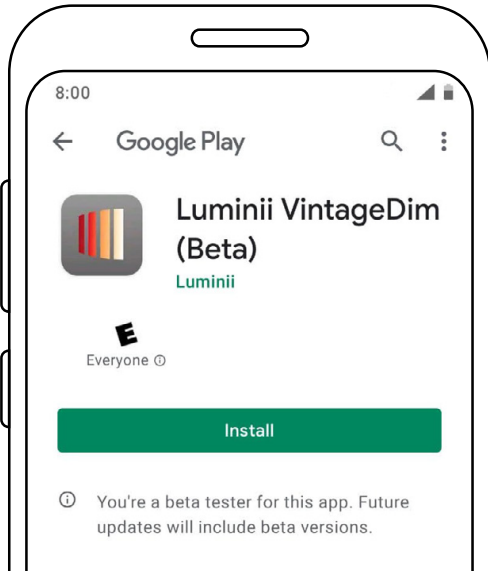 8:00
Google Play
Luminii VintageDim
(Beta)
Luminii
E
Everyone
Install
You're a beta tester for this app. Future
updates will include beta versions.